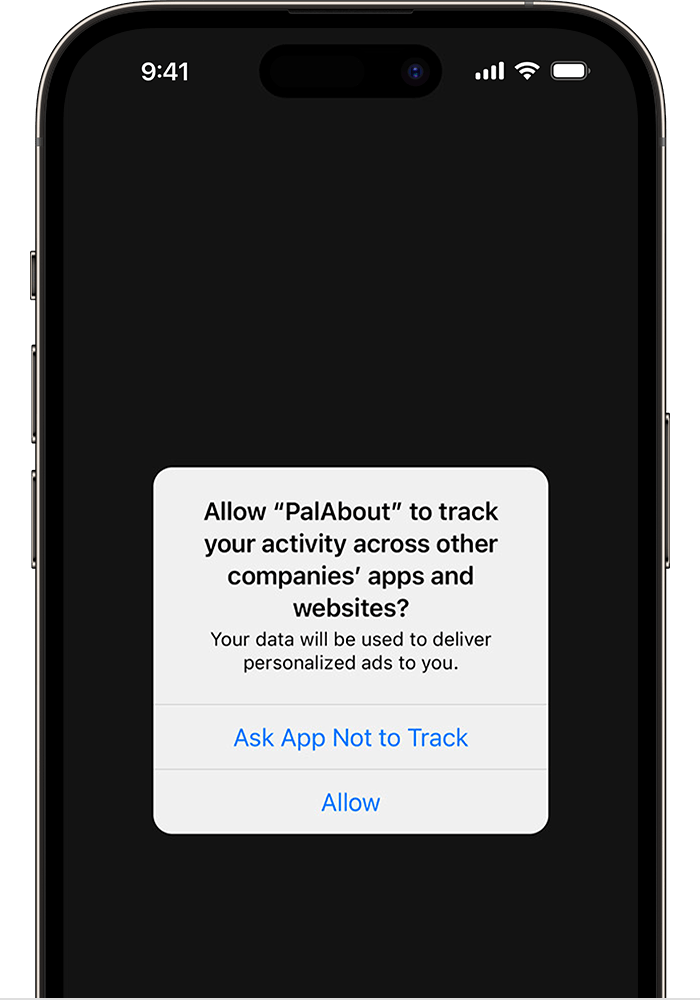 9:41
Allow “PalAbout” to track
your activity across other
companies’ apps and
websites?
Your data will be used to deliver
personalized ads to you.
Ask App Not to Track
Allow